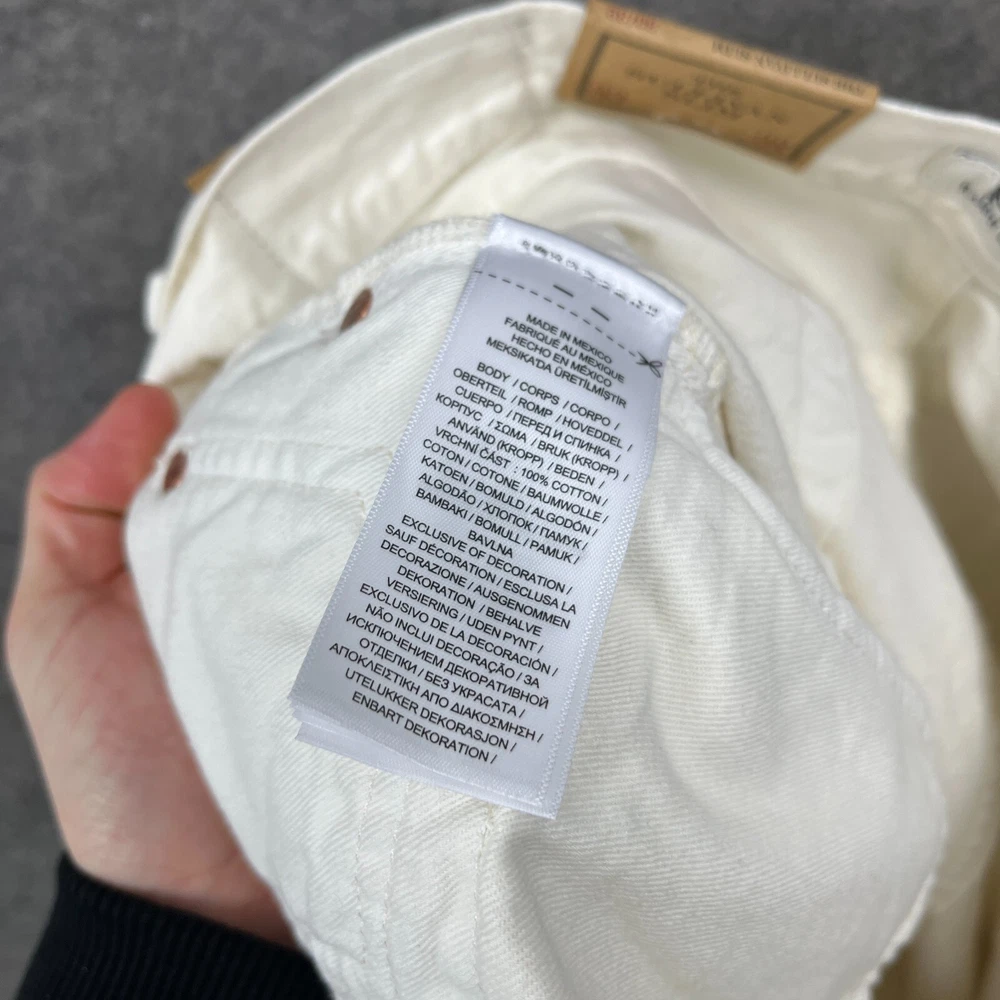 MADE IN MEXICO
FABRIQUÉ AU MEXIQUE
HECHO EN MÉXICO
MEKSIKA'DA ÜRETİLMİŞTİR
BODY / CORPS / CORPO /
OBERTEIL / ROMP / HOVEDDEL /
CUERPO / ПЕРЕД И СПИНКА /
КОРПУС / ΣΩΜΑ / BRUK (KROPP) /
ANVÄND (KROPP) / BEDEN /
VRCHNÍ ČÁST : 100% COTTON /
COTON / COTONE / BAUMWOLLE /
KATOEN / BOMULD / ALGODÓN /
ALGODÃO / ХЛОПОК / ПАМУК /
ΒΑΜΒΑΚΙ / BOMULL / PAMUK /
BAVLNA
EXCLUSIVE OF DECORATION /
SAUF DÉCORATION / ESCLUSA LA
DECORAZIONE / AUSGENOMMEN
DEKORATION / BEHALVE
VERSIERING / UDEN PYNT /
EXCLUSIVO DE LA DECORACIÓN /
NÃO INCLUI DECORAÇÃO / ЗА
ИСКЛЮЧЕНИЕМ ДЕКОРАТИВНОЙ
ОТДЕЛКИ / БЕЗ УКРАСАТА /
ΑΠΟΚΛΕΙΣΤΙΚΗ ΑΠΟ ΔΙΑΚΟΣΜΗΣΗ /
UTELUKKER DEKORASJON /
ENBART DEKORATION /